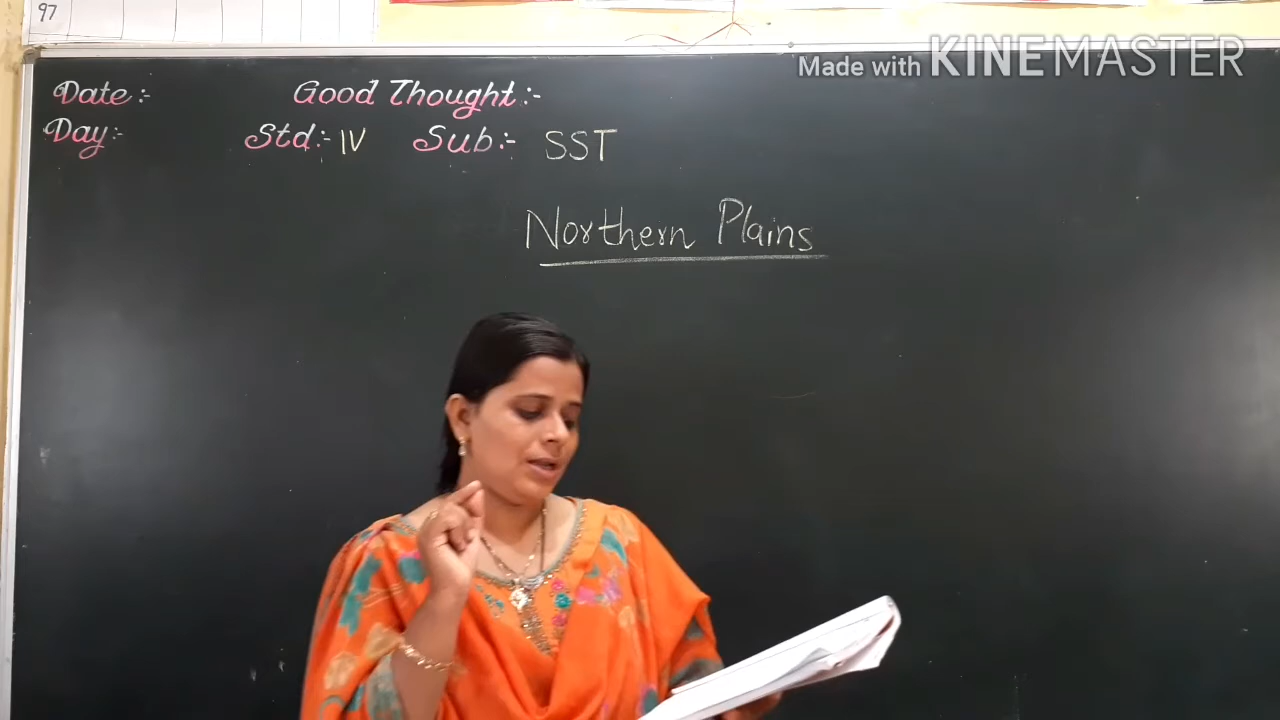 97
Made with KINEMASTER
Date:- Good Thought:-
Day:- Std:- IV Sub:- SST
Northern Plains